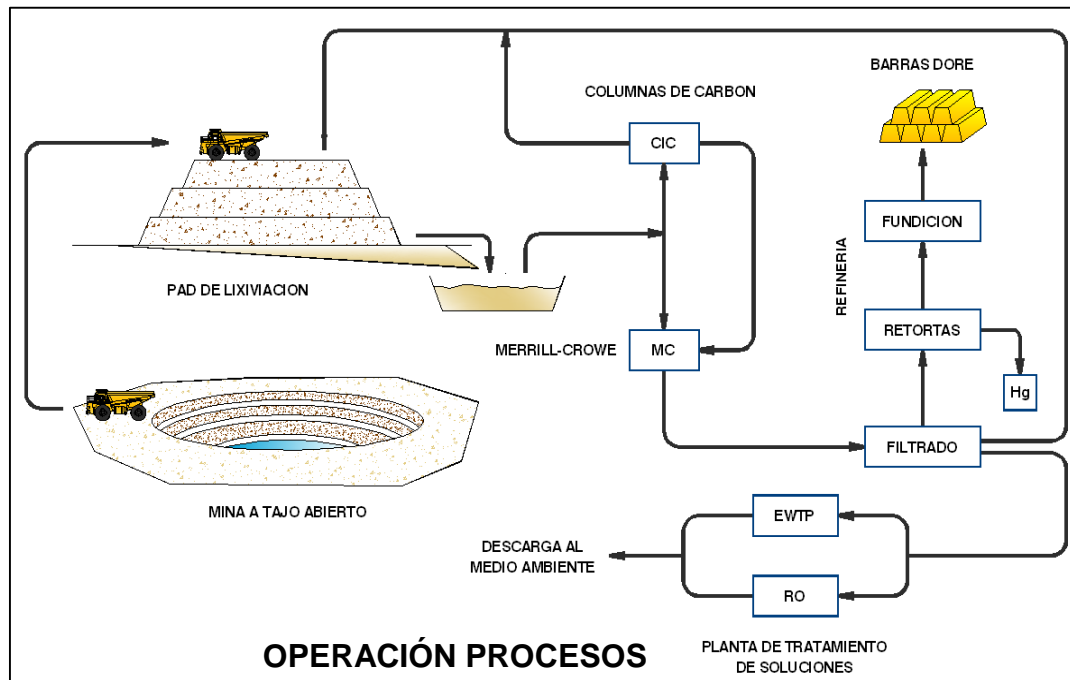 BARRAS DORE
COLUMNAS DE CARBON
CIC
FUNDICION
REFINERIA
PAD DE LIXIVIACION
RETORTAS
MERRILL-CROWE
MC
Hg
FILTRADO
MINA A TAJO ABIERTO
EWTP
DESCARGA AL
MEDIO AMBIENTE
RO
PLANTA DE TRATAMIENTO
DE SOLUCIONES
OPERACIÓN PROCESOS